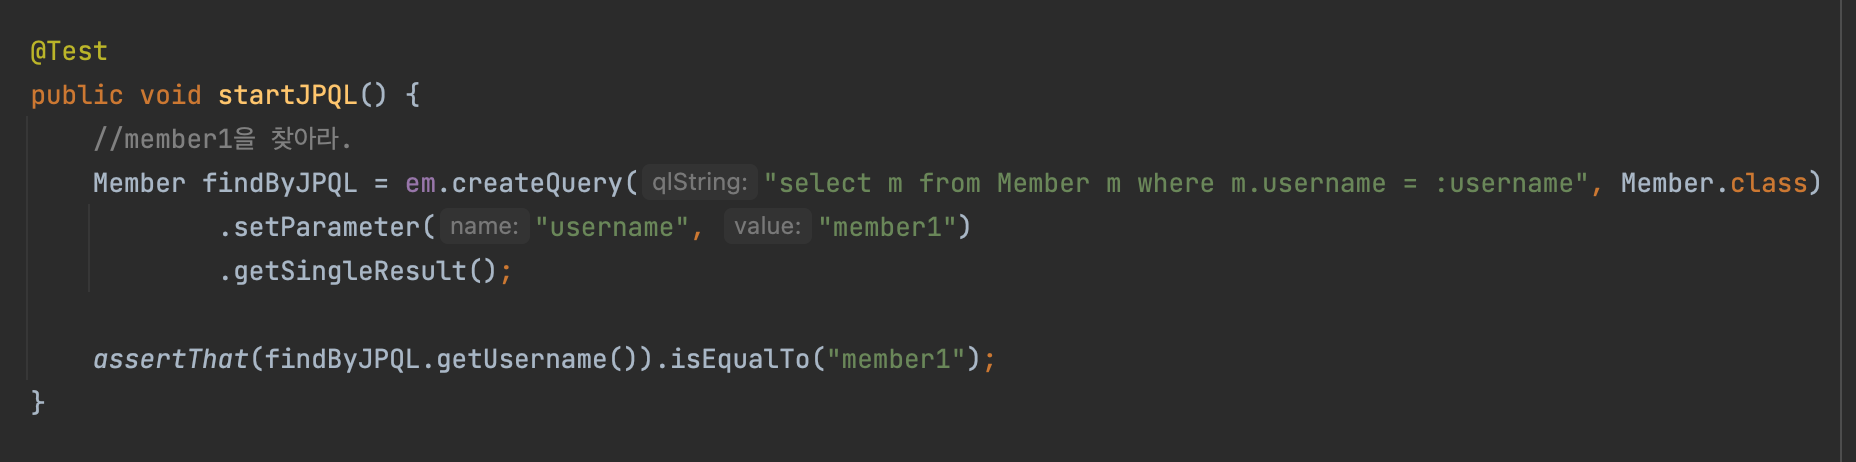 @Test
public void startJPQL() {
//member1을 찾아라.
Member findByJPQL = em.createQuery( qlString: "select m from Member m where m.username = :username", Member.class)
.setParameter( name: "username", value: "member1")
.getSingleResult();
assertThat(findByJPQL.getUsername()).isEqualTo("member1");
}